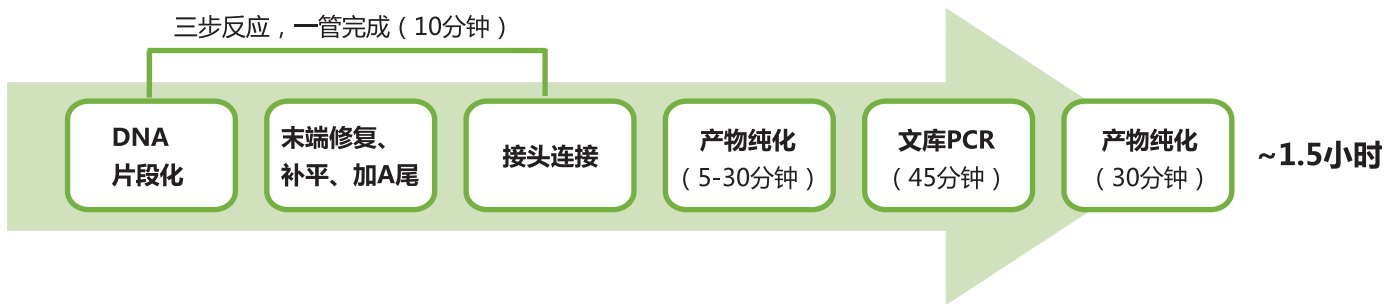 三步反应，一管完成（10分钟）
DNA
片段化
末端修复、
补平、加A尾
接头连接
产物纯化
（5-30分钟）
文库PCR
（45分钟）
产物纯化
（30分钟）
~1.5小时